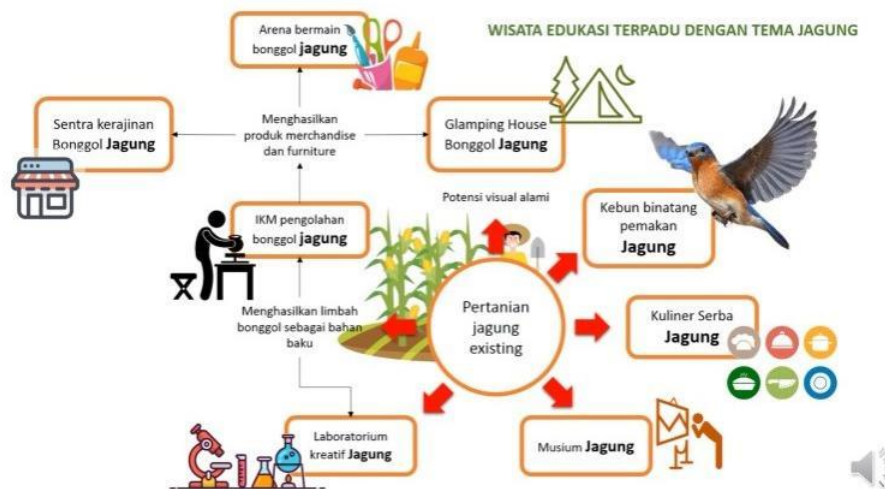 WISATA EDUKASI TERPADU DENGAN TEMA JAGUNG
Arena bermain
bonggol jagung
Sentra kerajinan
Bonggol Jagung
Menghasilkan
produk merchandise
dan furniture
Glamping House
Bonggol Jagung
IKM pengolahan
bonggol jagung
Potensi visual alami
Kebun binatang
pemakan
Jagung
Menghasilkan limbah
bonggol sebagai bahan
baku
Pertanian
jagung
existing
Kuliner Serba
Jagung
Laboratorium
kreatif Jagung
Musium Jagung